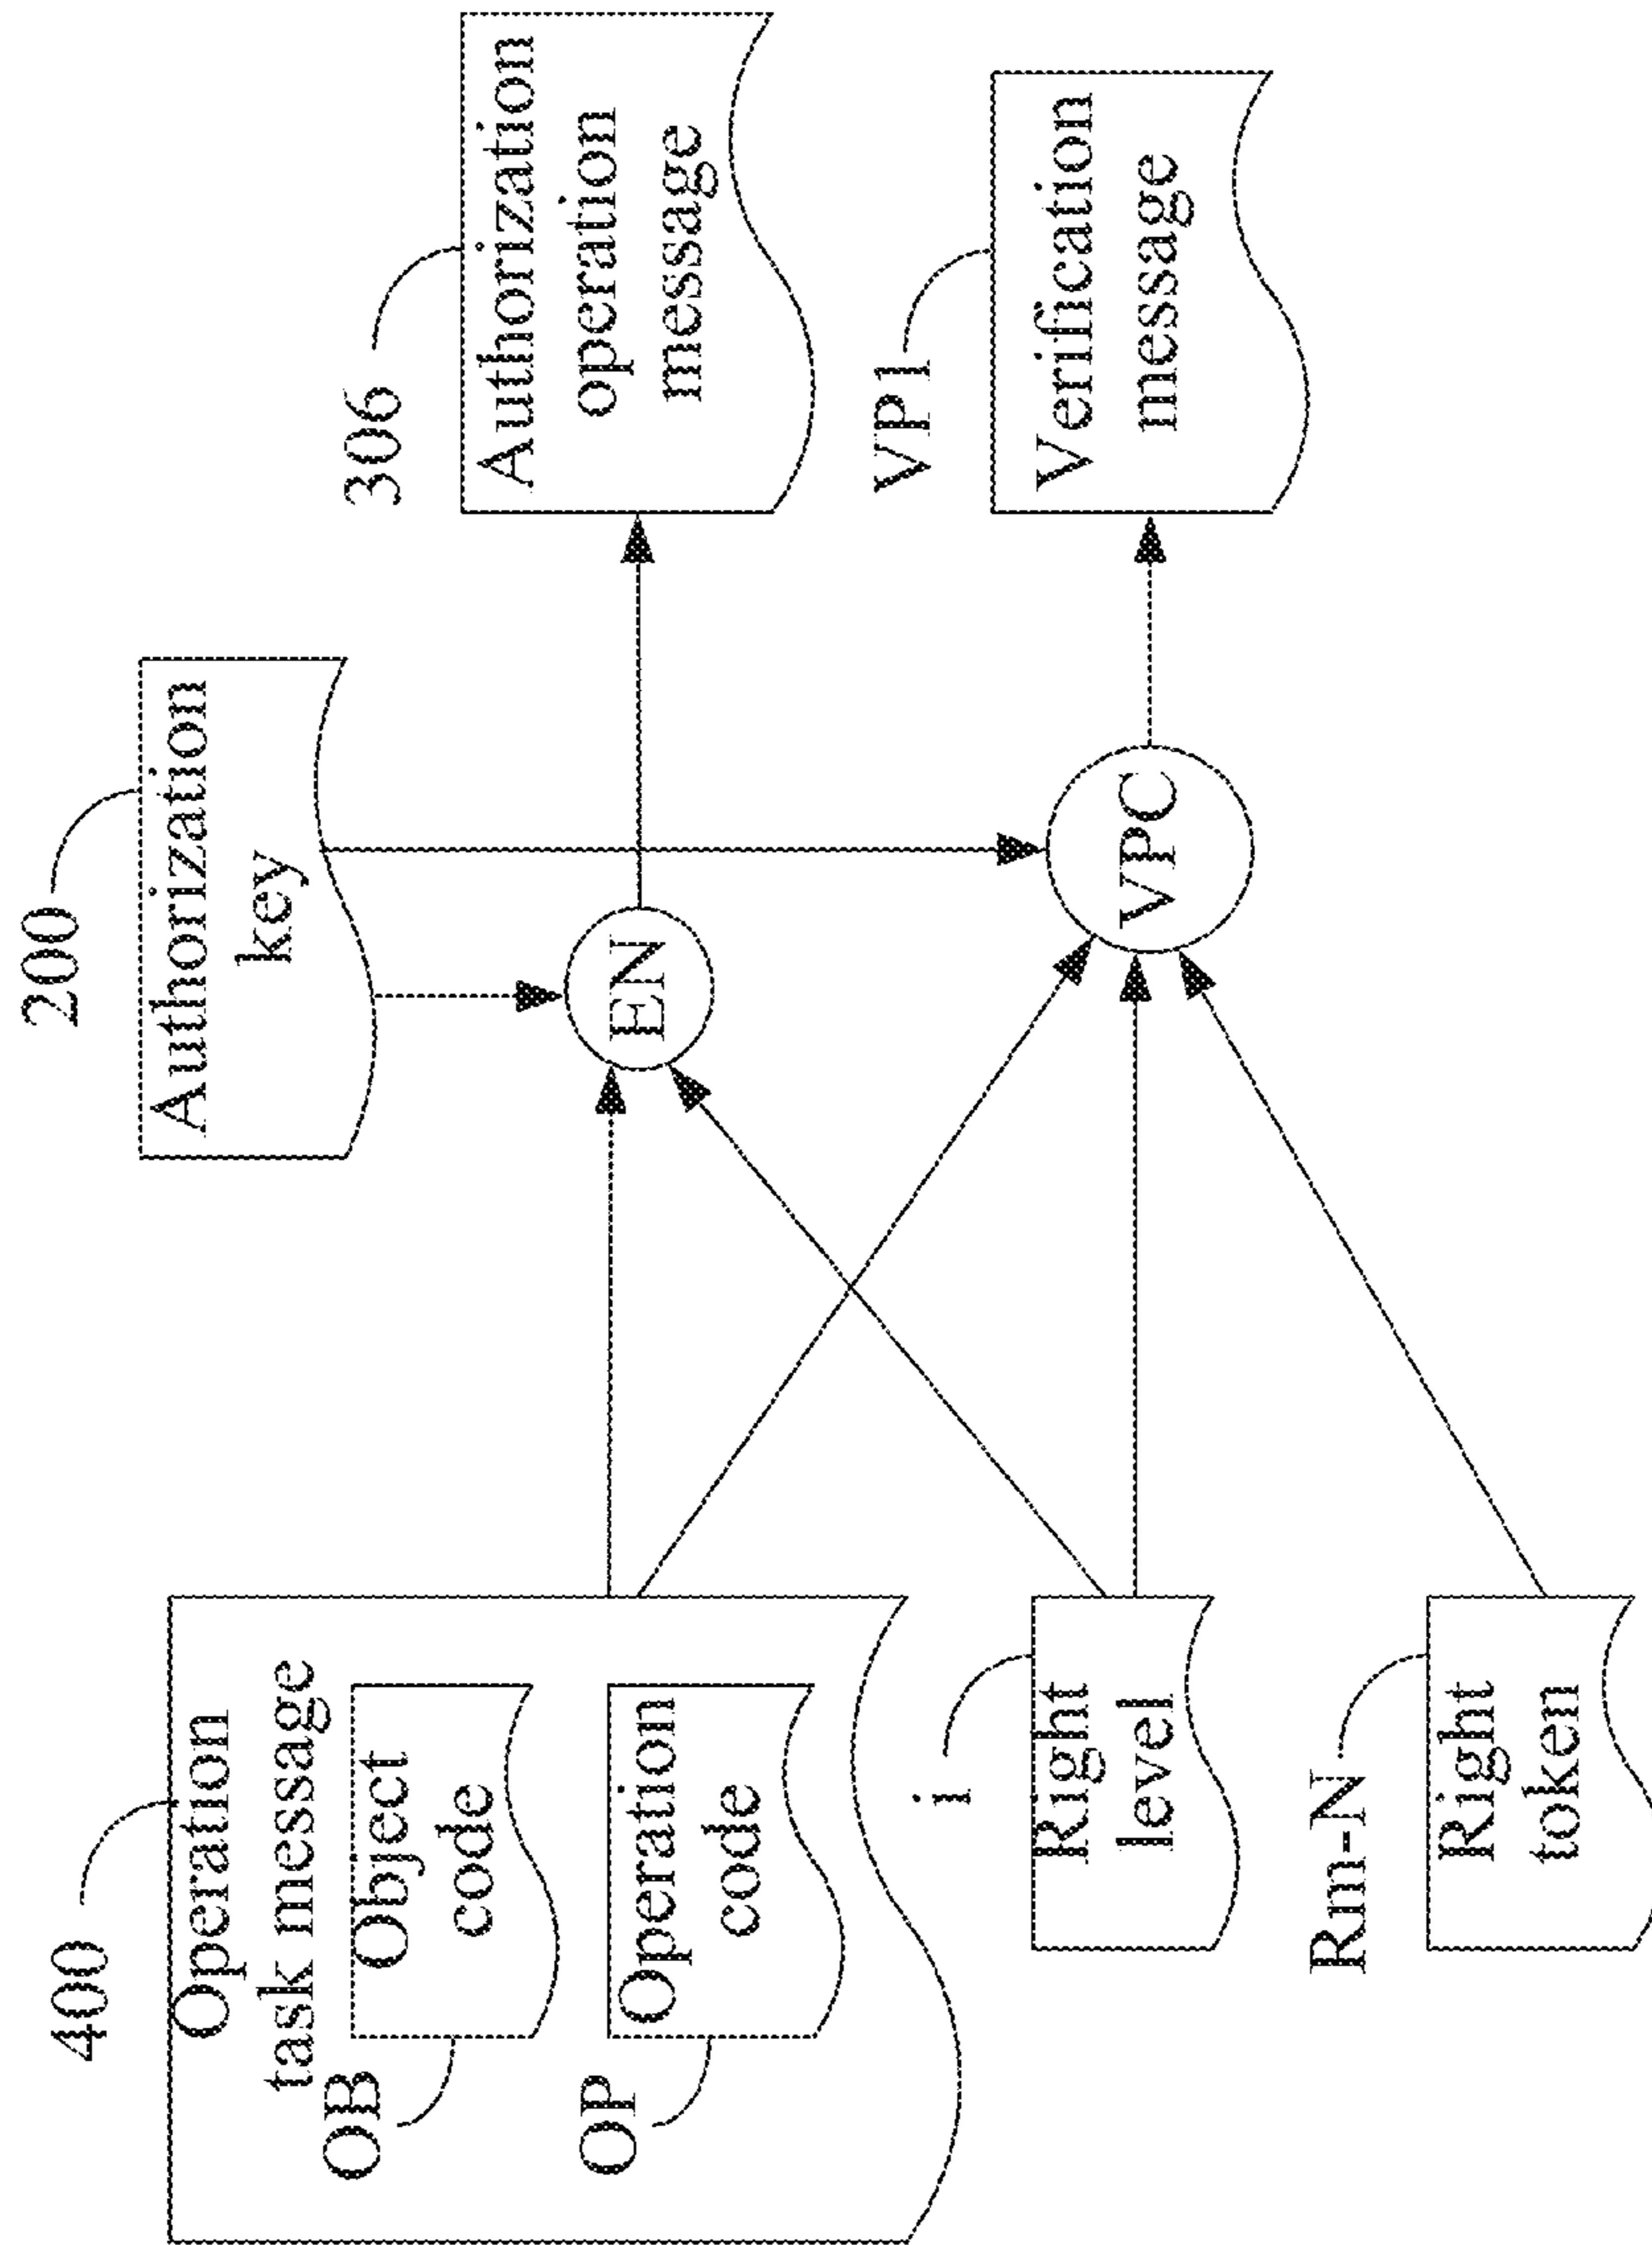 400
Operation
task message
OB
Object
code
OP
Operation
code
i
Right
level
Rm-N
Right
token
200
Authorization
key
EN
VPC
306
Authorization
operation
message
VP1
Verification
message